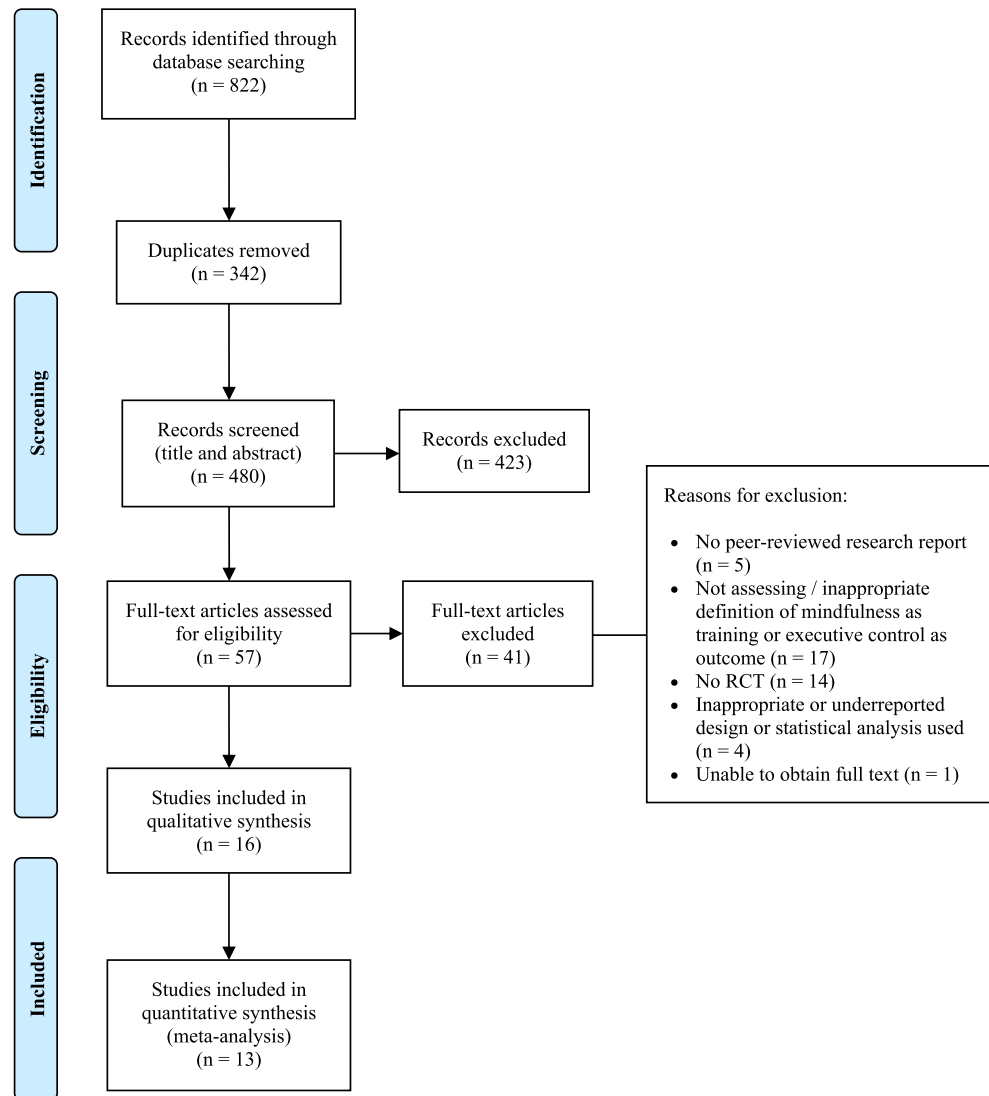 Identification
Records identified through
database searching
(n = 822)
Duplicates removed
(n = 342)
Screening
Records screened
(title and abstract)
(n = 480)
Records excluded
(n = 423)
Eligibility
Full-text articles assessed
for eligibility
(n = 57)
Full-text articles
excluded
(n = 41)
Reasons for exclusion:
• No peer-reviewed research report
(n = 5)
• Not assessing / inappropriate
definition of mindfulness as
training or executive control as
outcome (n = 17)
• No RCT (n = 14)
• Inappropriate or underreported
design or statistical analysis used
(n = 4)
• Unable to obtain full text (n = 1)
Studies included in
qualitative synthesis
(n = 16)
Included
Studies included in
quantitative synthesis
(meta-analysis)
(n = 13)